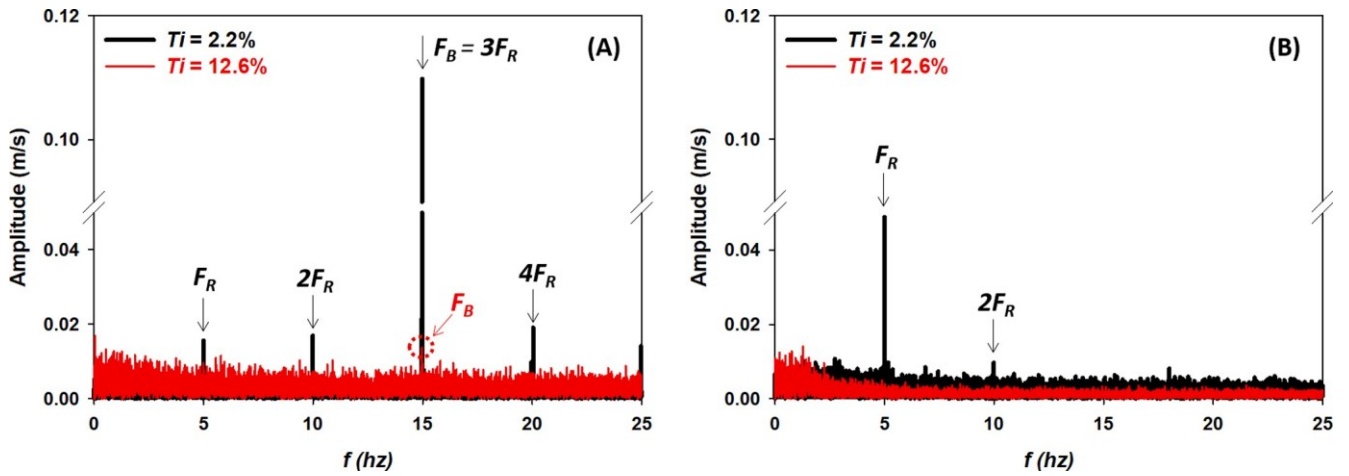 0.12
Ti = 2.2%
Ti = 12.6%
(A)
F_B = 3F_R
0.10
Amplitude (m/s)
0.04
F_R
2F_R
4F_R
F_B
0.02
0.00
0 5 10 15 20 25
f (hz)
0.12
Ti = 2.2%
Ti = 12.6%
(B)
0.10
Amplitude (m/s)
F_R
0.04
2F_R
0.02
0.00
0 5 10 15 20 25
f (hz)